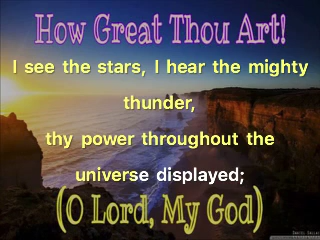 How Great Thou Art!
I see the stars, I hear the mighty
thunder,
thy power throughout the
universe displayed;
(O Lord, My God)